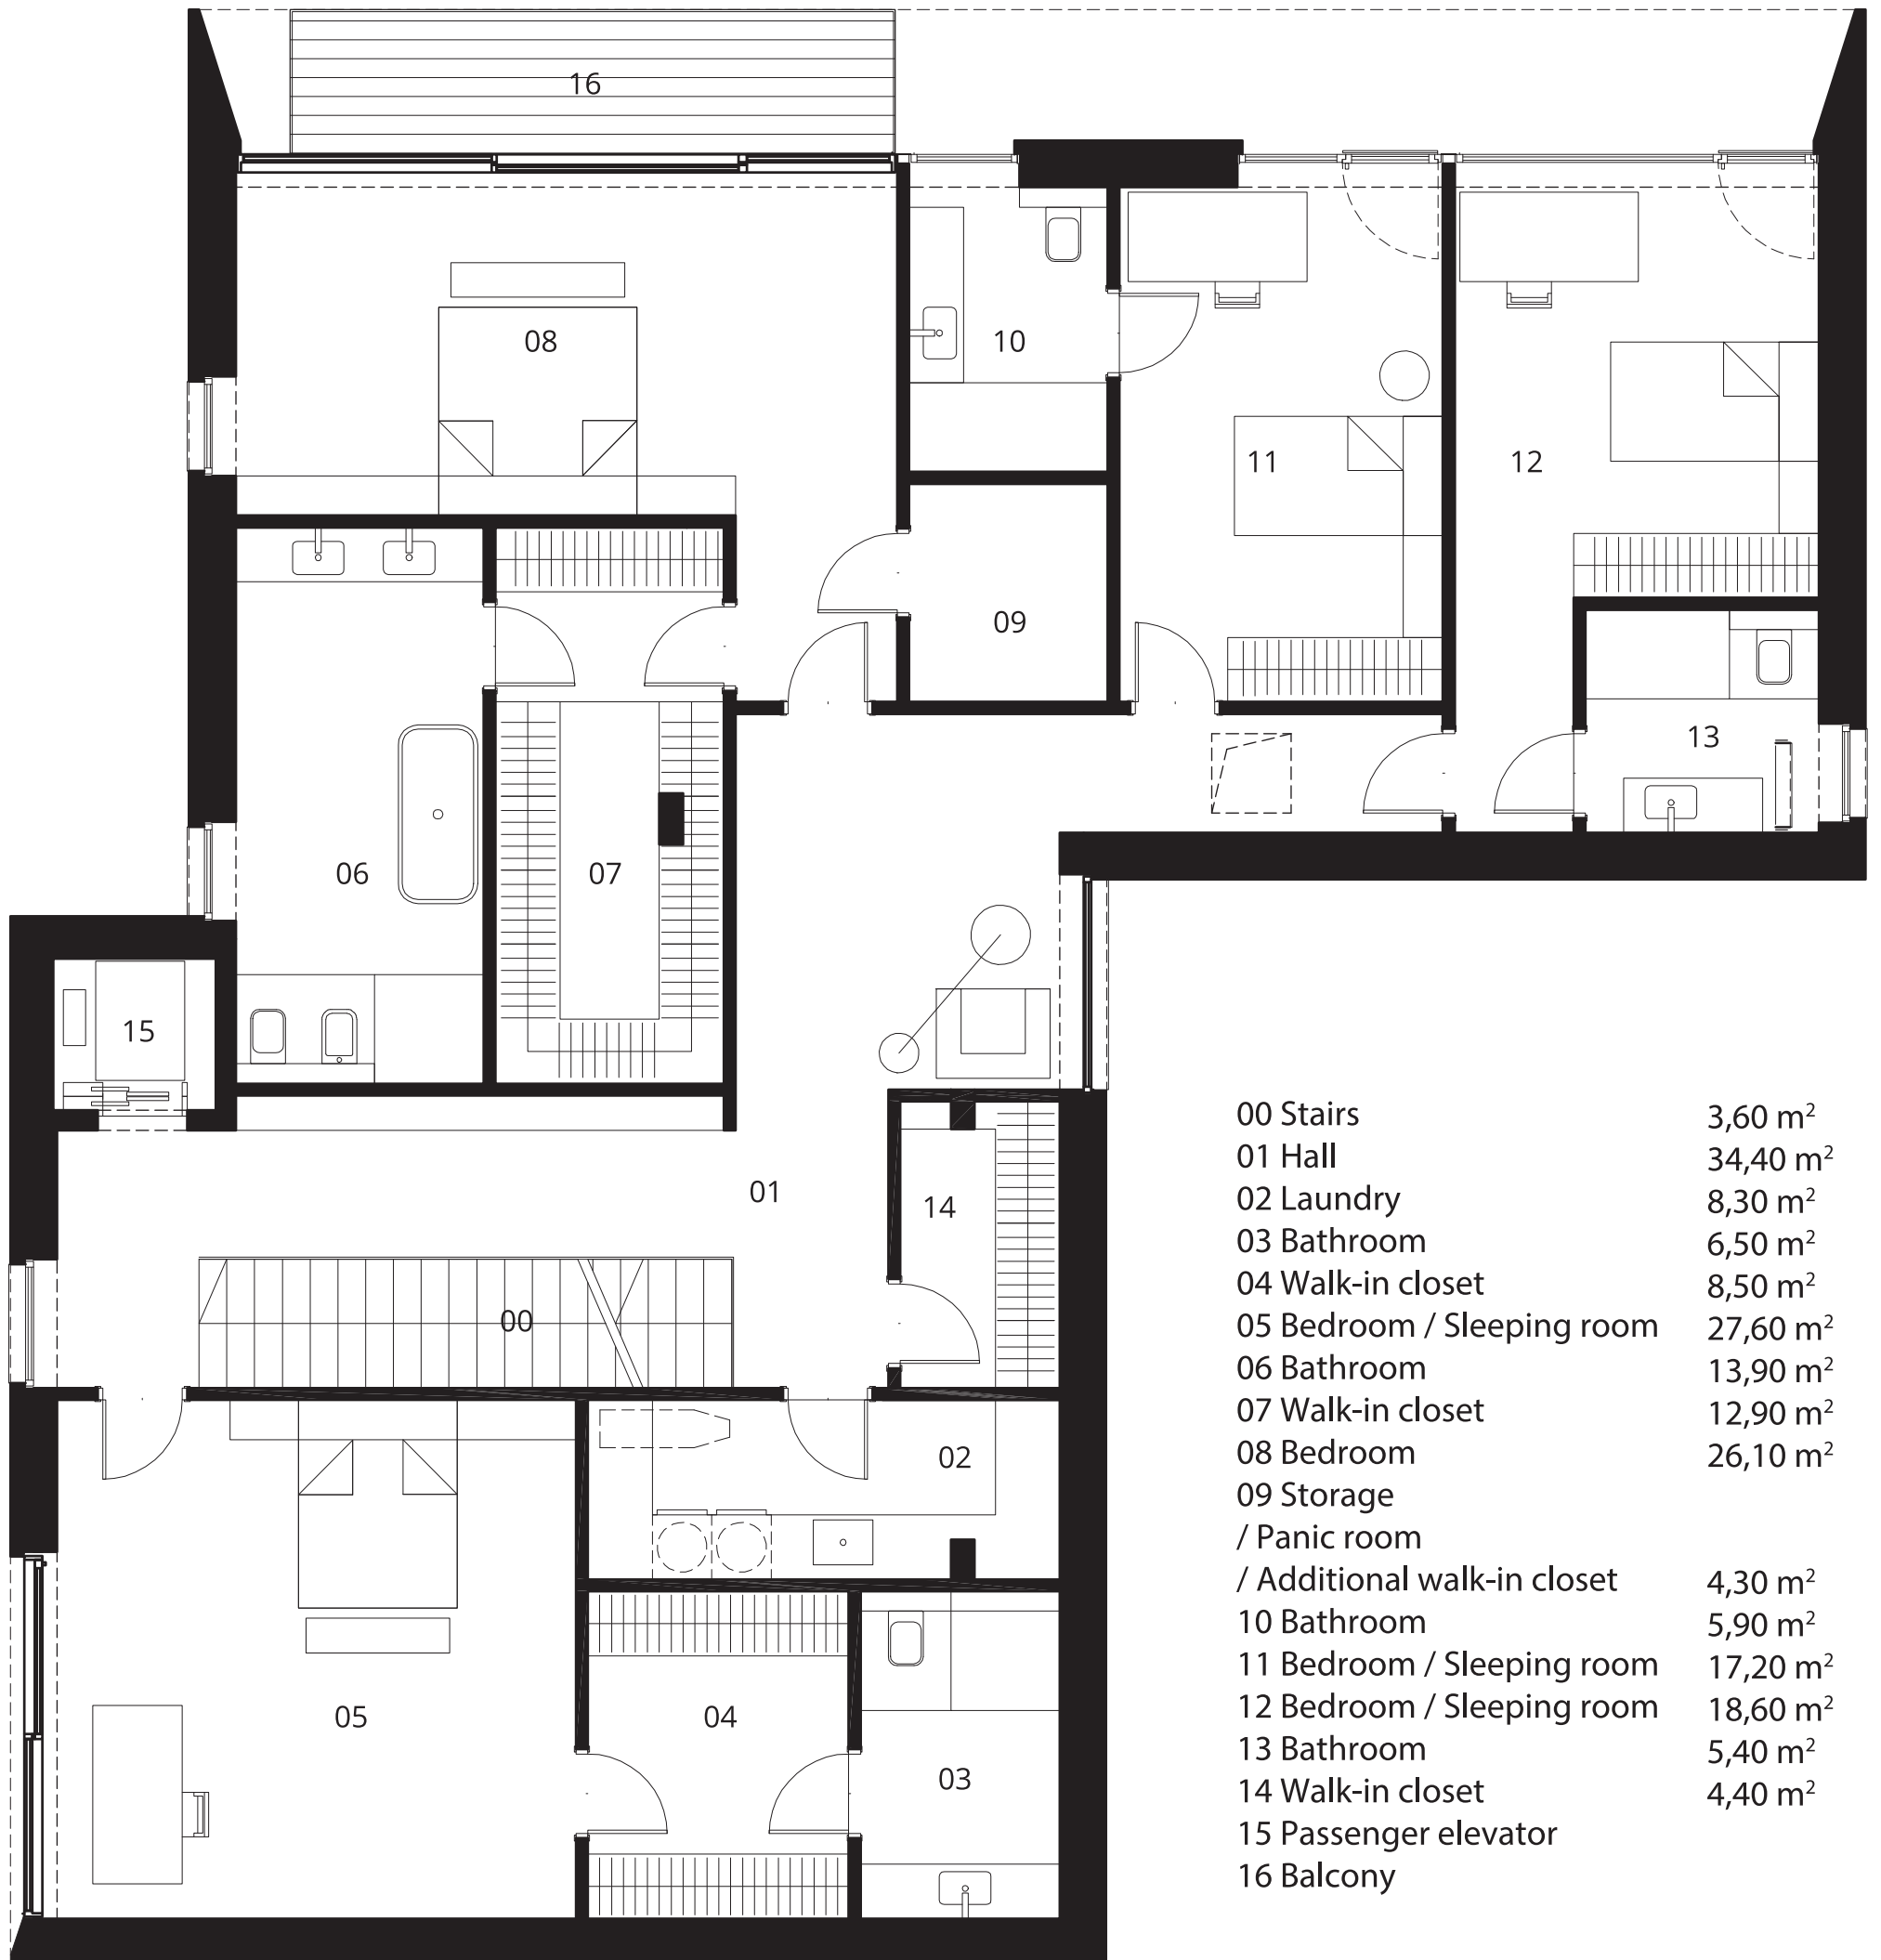 16
08
10
11
12
09
13
06
07
15
01
14
00
02
05
04
03
00 Stairs 3,60 m²
01 Hall 34,40 m²
02 Laundry 8,30 m²
03 Bathroom 6,50 m²
04 Walk-in closet 8,50 m²
05 Bedroom / Sleeping room 27,60 m²
06 Bathroom 13,90 m²
07 Walk-in closet 12,90 m²
08 Bedroom 26,10 m²
09 Storage
/ Panic room
/ Additional walk-in closet 4,30 m²
10 Bathroom 5,90 m²
11 Bedroom / Sleeping room 17,20 m²
12 Bedroom / Sleeping room 18,60 m²
13 Bathroom 5,40 m²
14 Walk-in closet 4,40 m²
15 Passenger elevator
16 Balcony